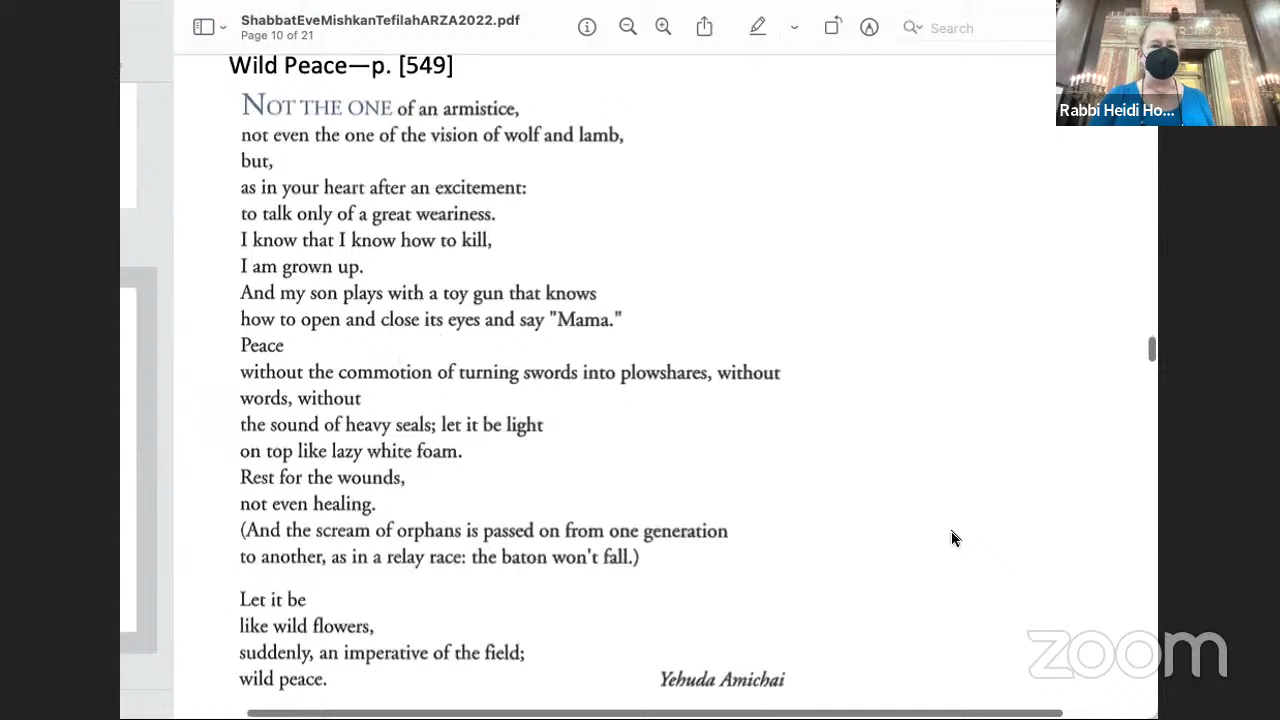 ShabbatEveMishkanTefilahARZA2022.pdf
Page 10 of 21
Search
Rabbi Heidi Ho...
Wild Peace—p. [549]
NOT THE ONE of an armistice,
not even the one of the vision of wolf and lamb,
but,
as in your heart after an excitement:
to talk only of a great weariness.
I know that I know how to kill,
I am grown up.
And my son plays with a toy gun that knows
how to open and close its eyes and say "Mama."
Peace
without the commotion of turning swords into plowshares, without
words, without
the sound of heavy seals; let it be light
on top like lazy white foam.
Rest for the wounds,
not even healing.
(And the scream of orphans is passed on from one generation
to another, as in a relay race: the baton won't fall.)
Let it be
like wild flowers,
suddenly, an imperative of the field;
wild peace.
Yehuda Amichai
zoom